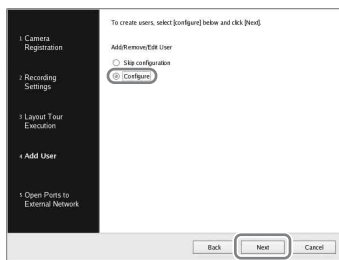 To create users, select [configure] below and click [Next].
1 Camera
Registration
2 Recording
Settings
3 Layout Tour
Execution
4 Add User
5 Open Ports to
External Network
Add/Remove/Edit User
Skip configuration
Configure
Back
Next
Cancel